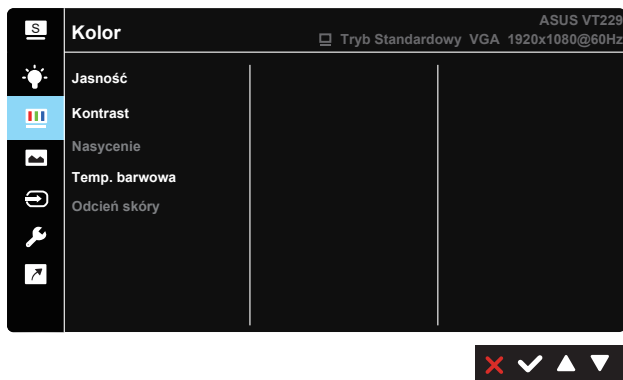 S
Kolor
ASUS VT229
Tryb Standardowy VGA 1920x1080@60Hz
Jasność
Kontrast
Nasycenie
Temp. barwowa
Odcień skóry